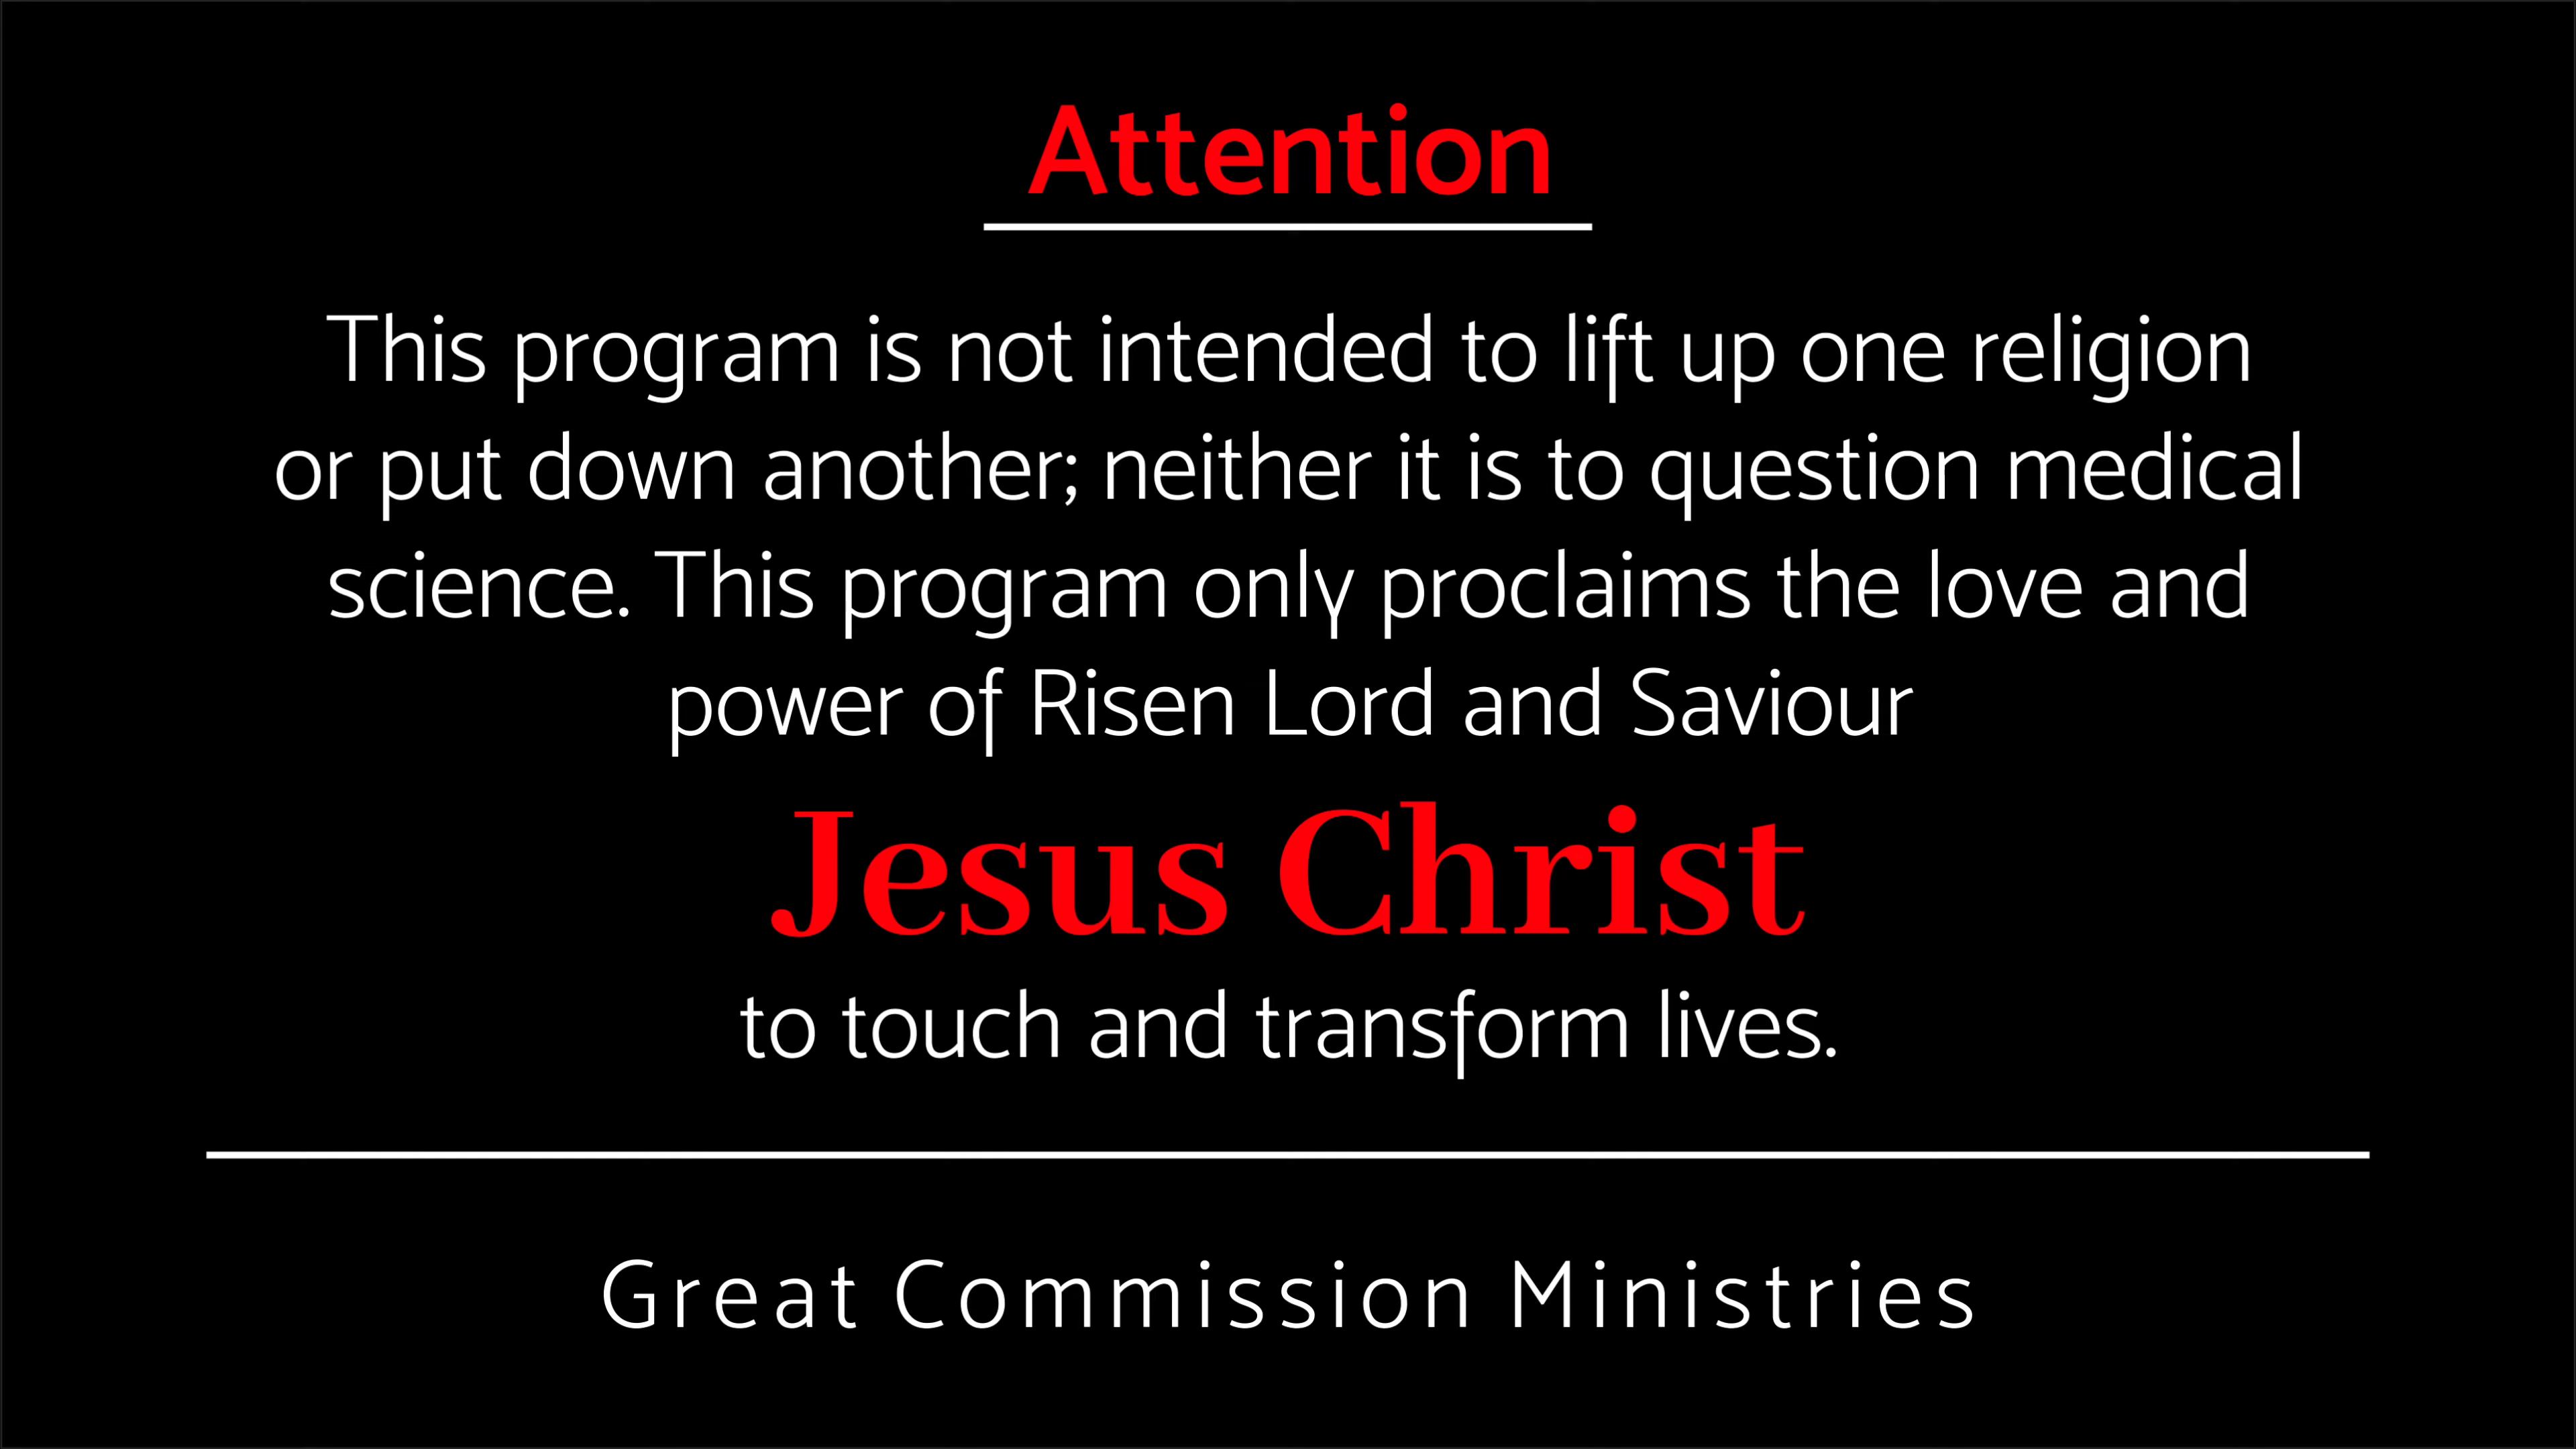 Attention
This program is not intended to lift up one religion
or put down another; neither it is to question medical
science. This program only proclaims the love and
power of Risen Lord and Saviour
Jesus Christ
to touch and transform lives.
Great Commission Ministries